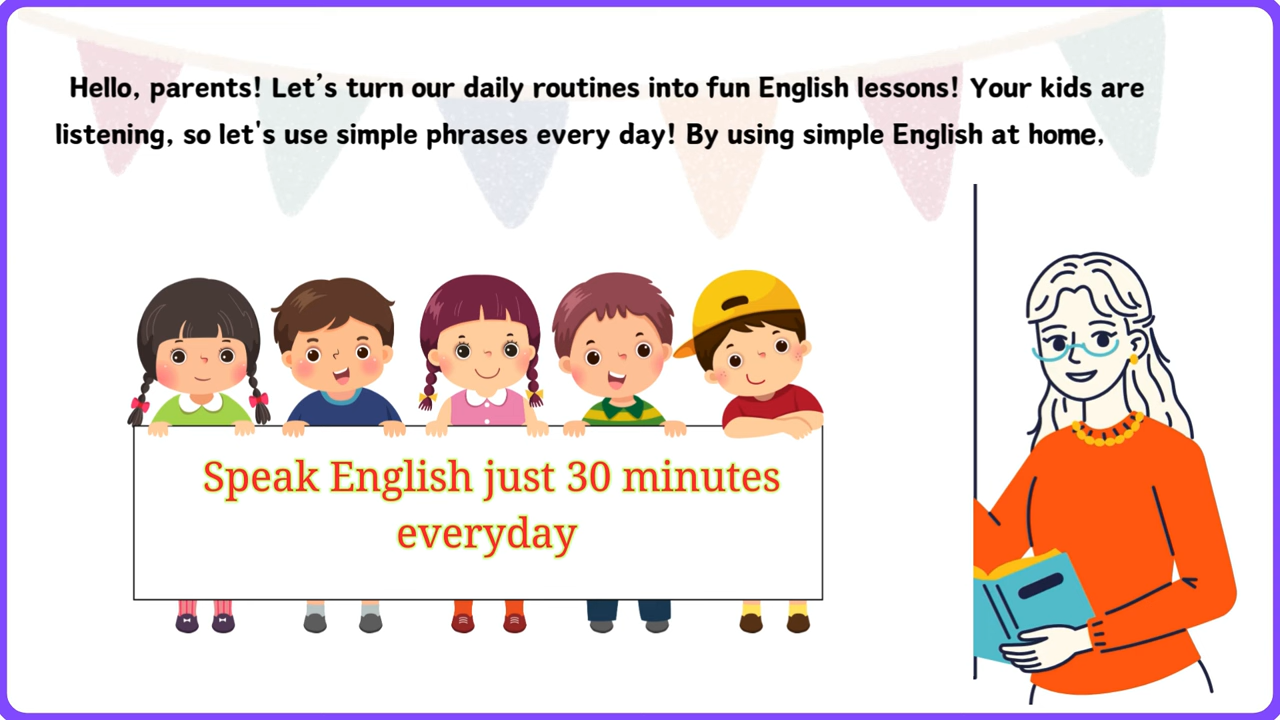 Hello, parents! Let’s turn our daily routines into fun English lessons! Your kids are
listening, so let's use simple phrases every day! By using simple English at home,
Speak English just 30 minutes
everyday